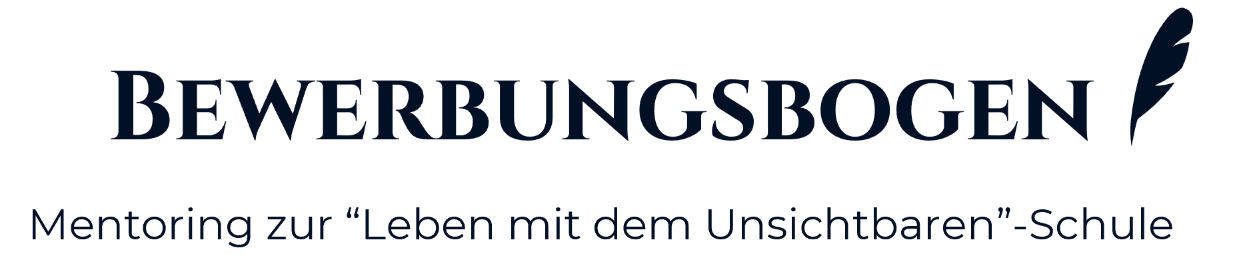 Bewerbungsbogen
Mentoring zur “Leben mit dem Unsichtbaren”-Schule